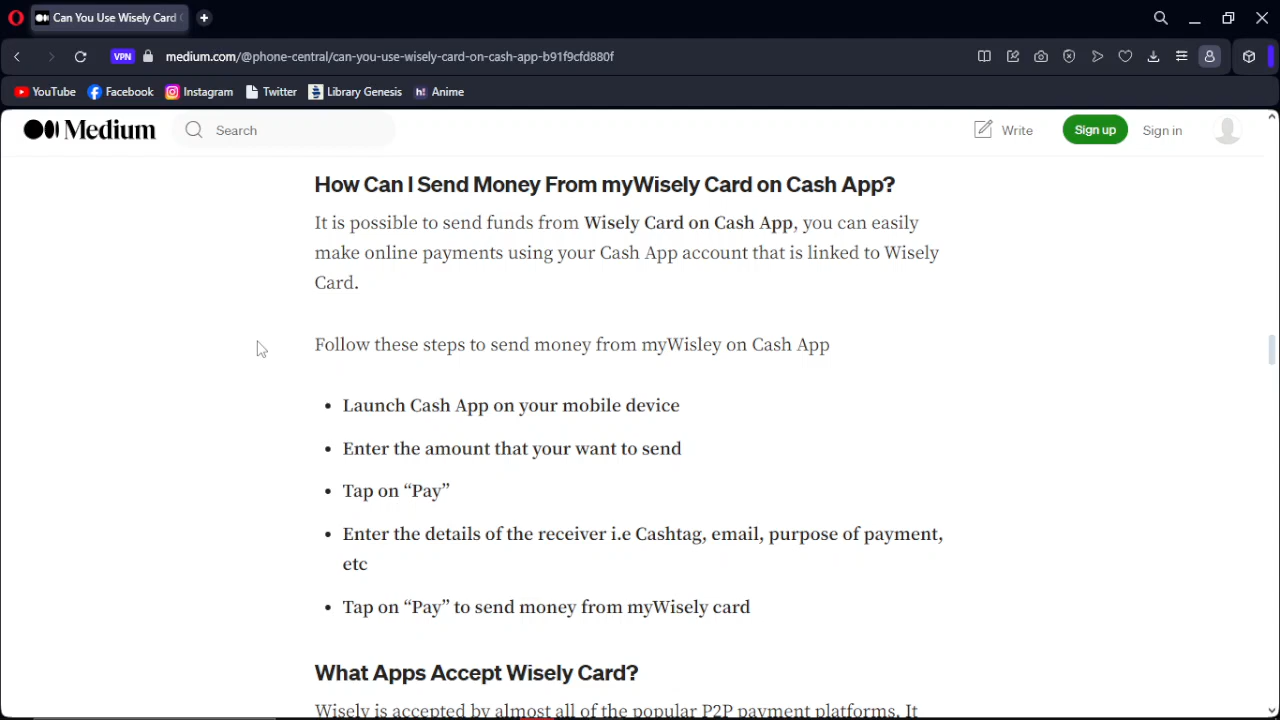 Can You Use Wisely Card
VPN
medium.com/@phone-central/can-you-use-wisely-card-on-cash-app-b91f9cfd880f
YouTube Facebook Instagram Twitter Library Genesis h! Anime
Medium Search Write Sign up Sign in
How Can I Send Money From myWisely Card on Cash App?
It is possible to send funds from Wisely Card on Cash App, you can easily
make online payments using your Cash App account that is linked to Wisely
Card.
Follow these steps to send money from myWisley on Cash App
• Launch Cash App on your mobile device
• Enter the amount that your want to send
• Tap on “Pay”
• Enter the details of the receiver i.e Cashtag, email, purpose of payment,
etc
• Tap on “Pay” to send money from myWisely card
What Apps Accept Wisely Card?
Wisely is accepted by almost all of the popular P2P payment platforms. It